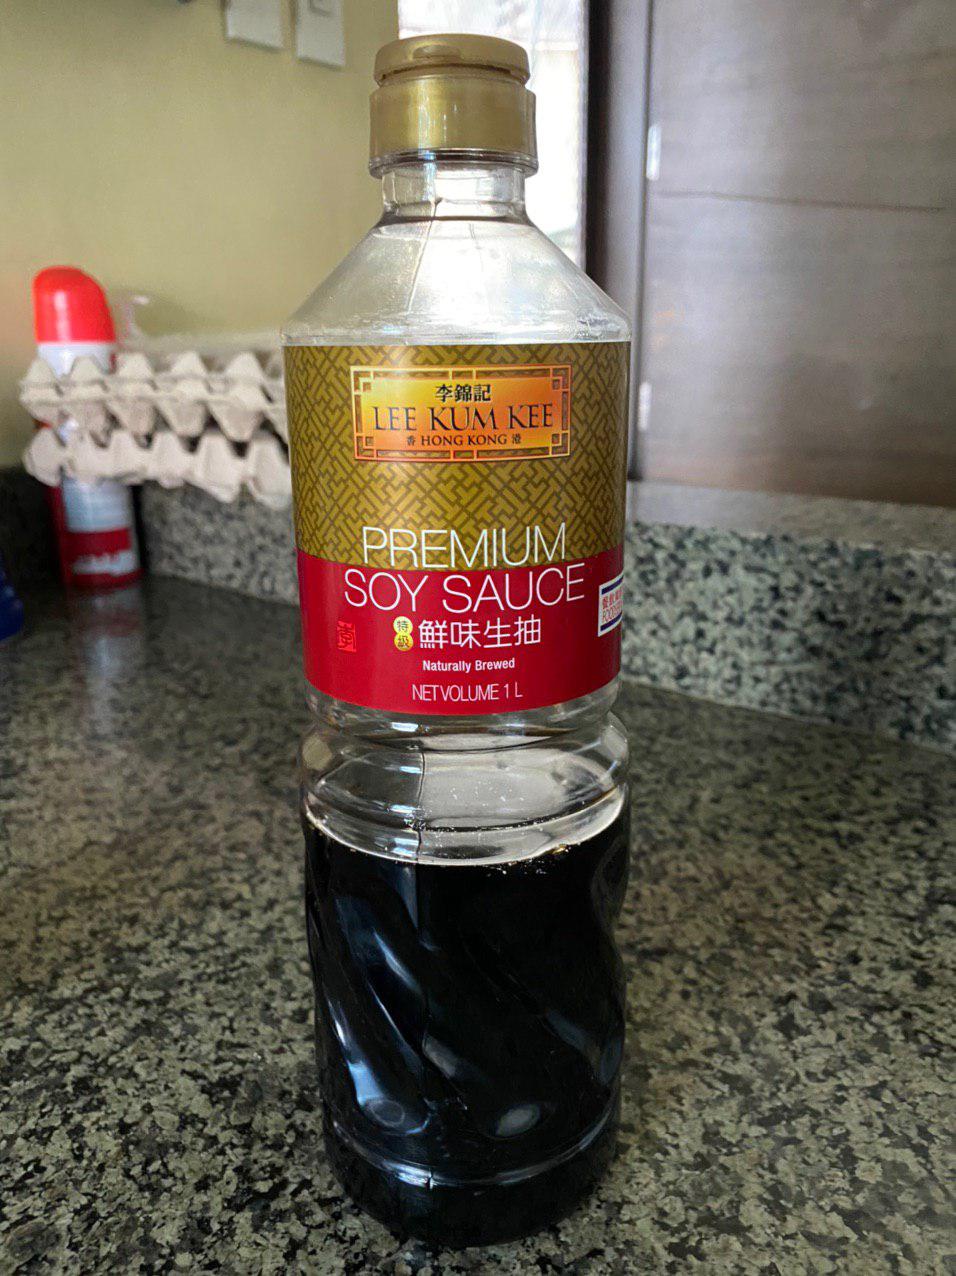 李錦記
LEE KUM KEE
香 HONG KONG 港
PREMIUM
SOY SAUCE
特級 鮮味生抽
Naturally Brewed
NET VOLUME 1 L